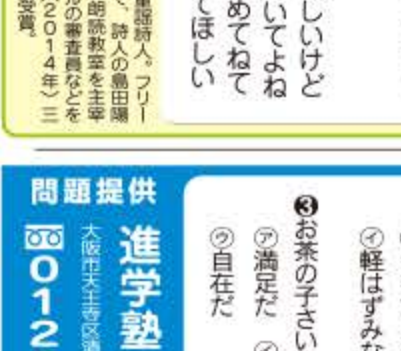 しいけど
いてよね
めてねて
てほしい
童謡詩人。フリー
、詩人の島田陽
朗読教室を主宰
の審査員などを
2014年〉三
受賞。
㋑軽はずみな
❸お茶の子さい
㋐満足だ ㋑
㋒自在だ
問題提供
進学塾
大阪市天王寺区
012